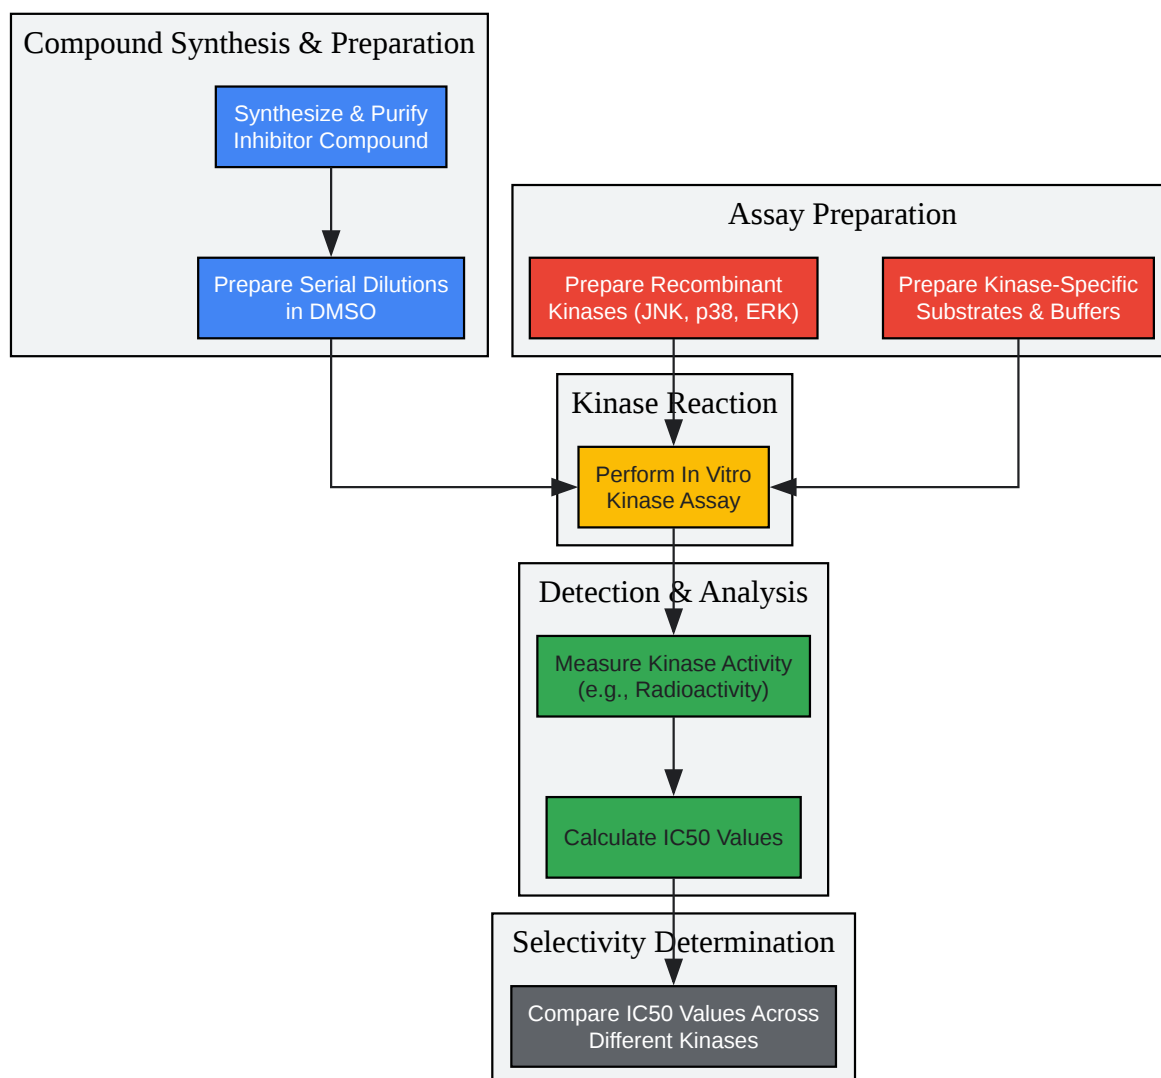 Compound Synthesis & Preparation
Synthesize & Purify
Inhibitor Compound
Prepare Serial Dilutions
in DMSO
Assay Preparation
Prepare Recombinant
Kinases (JNK, p38, ERK)
Prepare Kinase-Specific
Substrates & Buffers
Kinase Reaction
Perform In Vitro
Kinase Assay
Detection & Analysis
Measure Kinase Activity
(e.g., Radioactivity)
Calculate IC50 Values
Selectivity Determination
Compare IC50 Values Across
Different Kinases